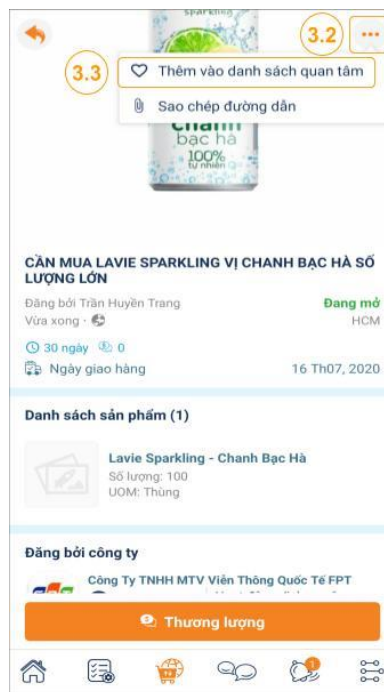 sparkling
3.2
...
3.3
Thêm vào danh sách quan tâm
Sao chép đường dẫn
chanh
bạc hà
100%
tự nhiên
CẦN MUA LAVIE SPARKLING VỊ CHANH BẠC HÀ SỐ
LƯỢNG LỚN
Đăng bởi Trần Huyền Trang
Đang mở
Vừa xong ·
HCM
30 ngày 0
Ngày giao hàng
16 Th07, 2020
Danh sách sản phẩm (1)
Lavie Sparkling - Chanh Bạc Hà
Số lượng: 100
UOM: Thùng
Đăng bởi công ty
Công Ty TNHH MTV Viễn Thông Quốc Tế FPT
Thương lượng
1